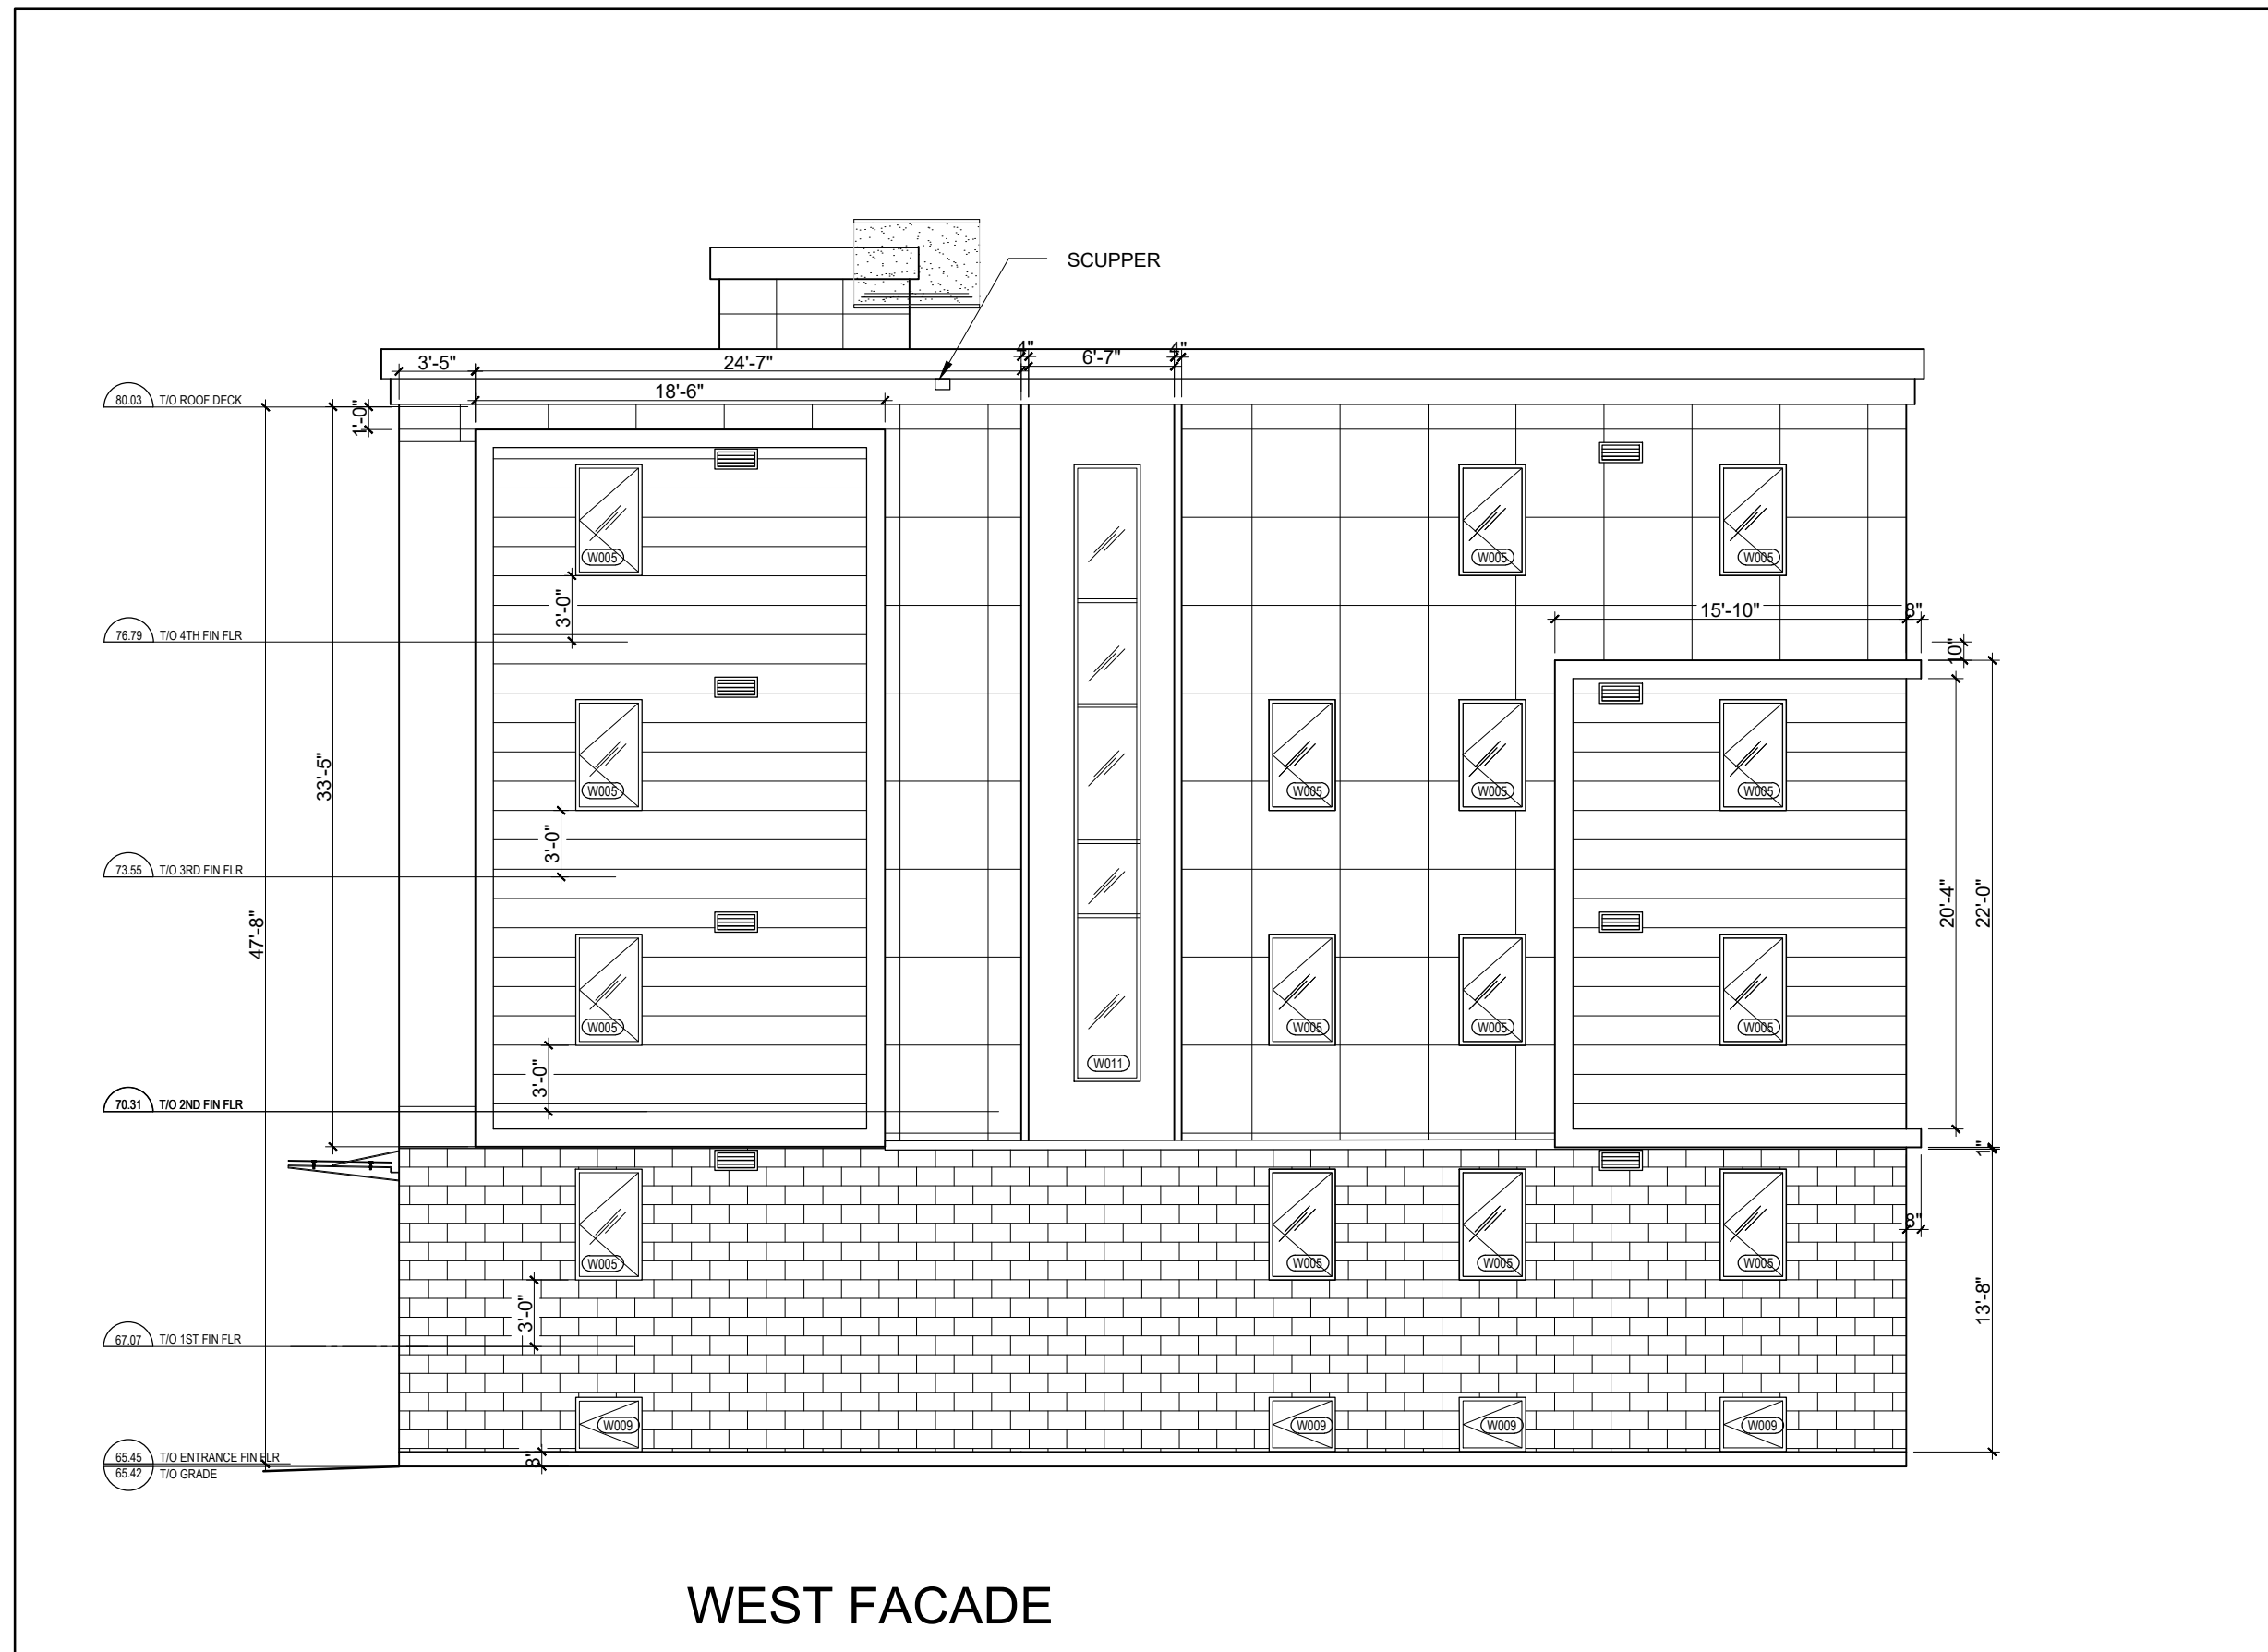 SCUPPER
3'-5"
24'-7"
4"
6'-7"
4"
18'-6"
80.03 T/O ROOF DECK
1'-0"
W005
W005
W005
3'-0"
15'-10"
8"
76.79 T/O 4TH FIN FLR
10"
33'-5"
W005
W005
W005
W005
3'-0"
73.55 T/O 3RD FIN FLR
47'-8"
20'-4"
22'-0"
W005
W005
W005
W005
W011
3'-0"
70.31 T/O 2ND FIN FLR
1"
8"
W005
W005
W005
W005
3'-0"
13'-8"
67.07 T/O 1ST FIN FLR
W009
W009
W009
W009
65.45 T/O ENTRANCE FIN FLR
8"
65.42 T/O GRADE
WEST FACADE